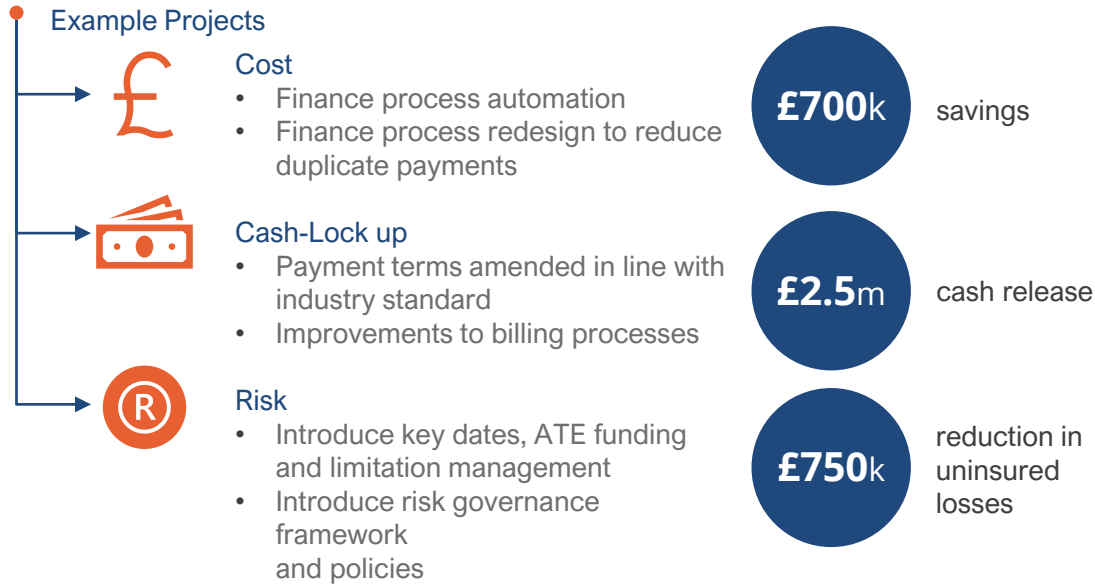 Example Projects
£
Cost
• Finance process automation
• Finance process redesign to reduce
duplicate payments
£700k
savings
Cash-Lock up
• Payment terms amended in line with
industry standard
• Improvements to billing processes
£2.5m
cash release
R
Risk
• Introduce key dates, ATE funding
and limitation management
• Introduce risk governance
framework
and policies
£750k
reduction in
uninsured
losses